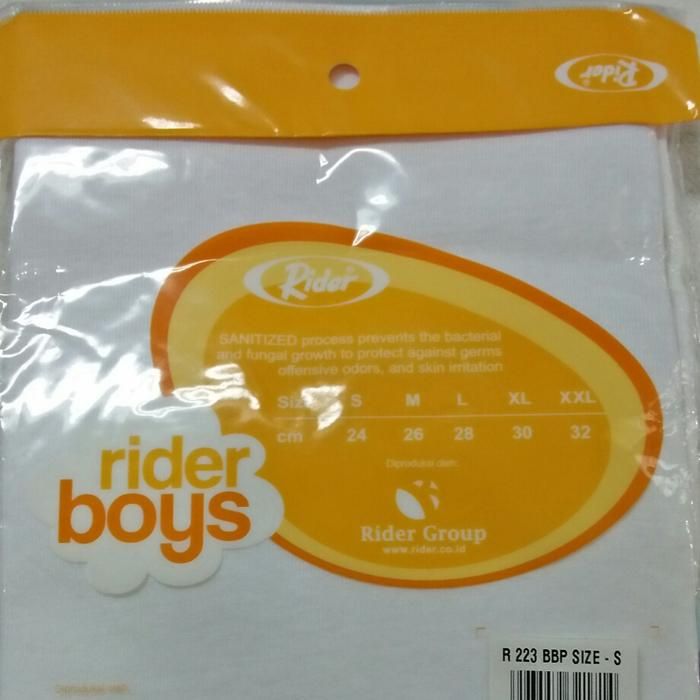 Rider
Rider
SANITIZED process prevents the bacterial
and fungal growth to protect against germs
offensive odors, and skin irritation
Size S M L XL XXL
cm 24 26 28 30 32
Diproduksi oleh:
Rider Group
www.rider.co.id
rider
boys
R 223 BBP SIZE - S
Diproduksi oleh: